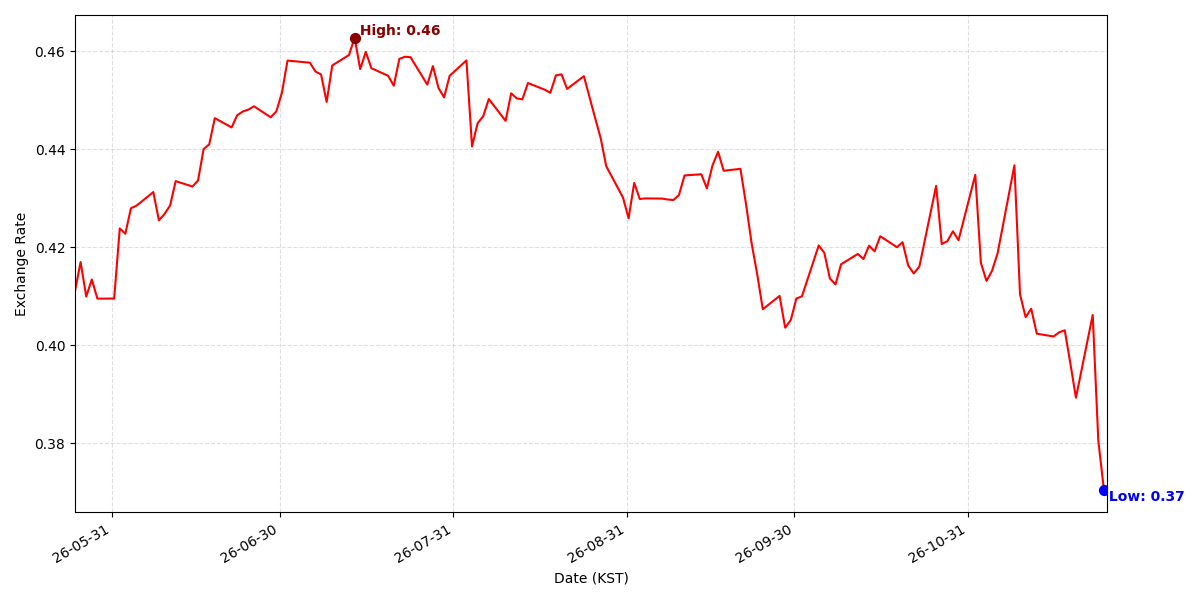 High: 0.46
0.46
0.44
0.42
0.40
0.38
Exchange Rate
Low: 0.37
26-05-31
26-06-30
26-07-31
26-08-31
26-09-30
26-10-31
Date (KST)